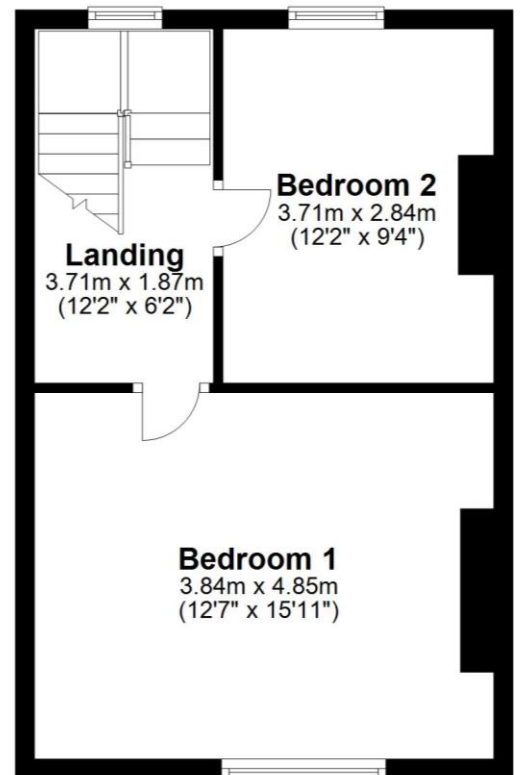 Bedroom 2
3.71m x 2.84m
(12'2" x 9'4")
Landing
3.71m x 1.87m
(12'2" x 6'2")
Bedroom 1
3.84m x 4.85m
(12'7" x 15'11")